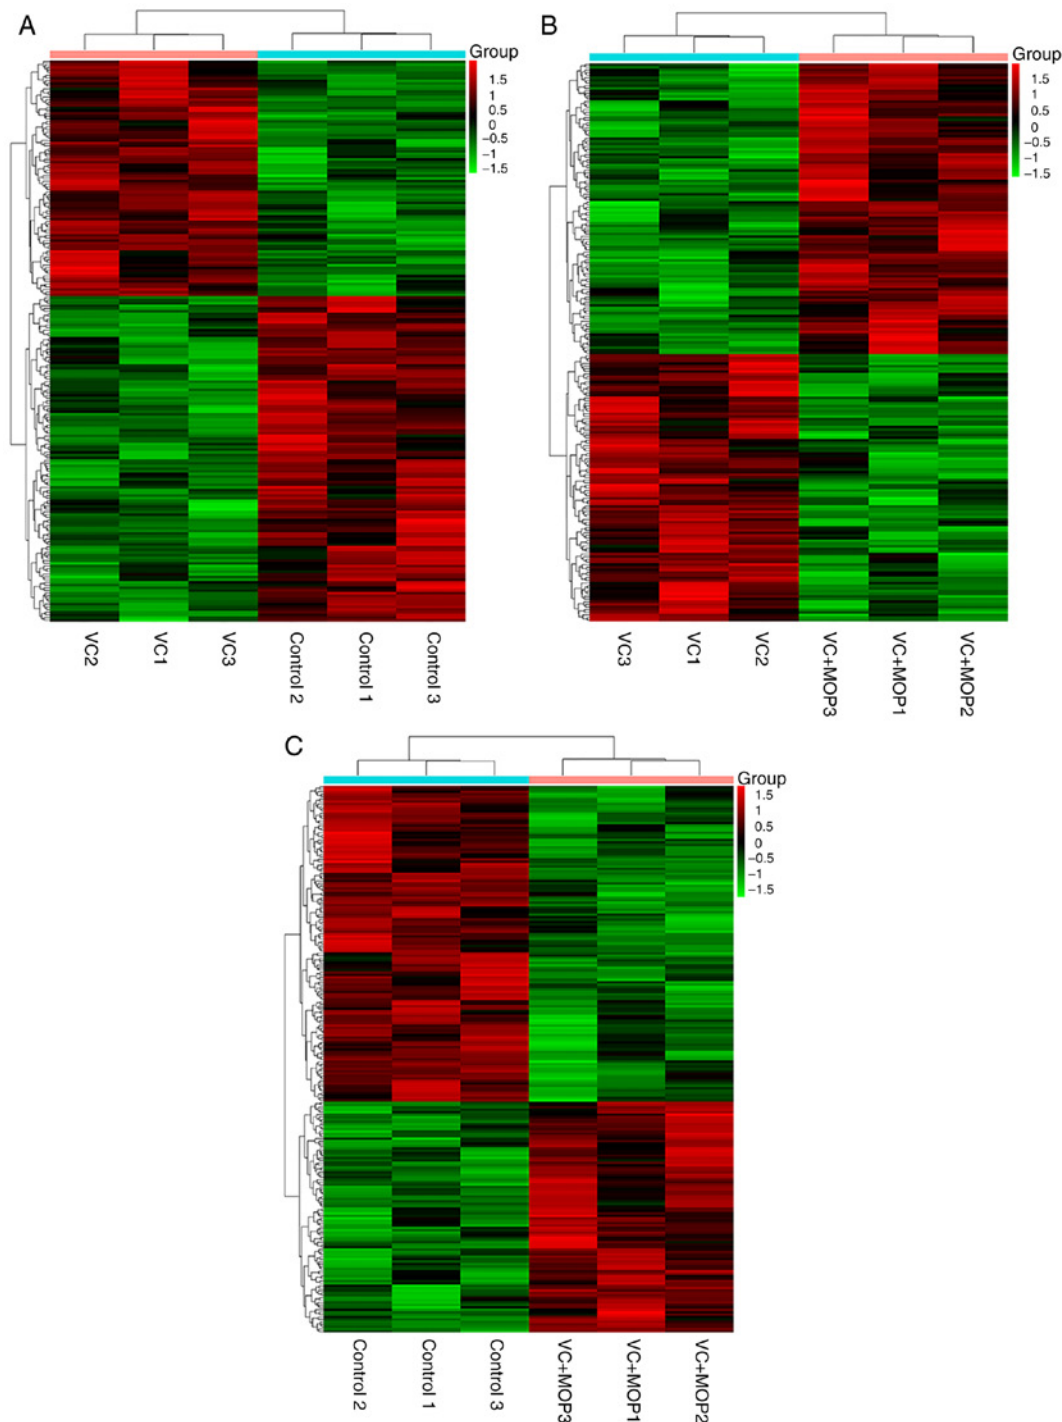 A
Group
1.5
1
0.5
0
−0.5
−1
−1.5
VC2
VC1
VC3
Control 2
Control 1
Control 3
B
Group
1.5
1
0.5
0
−0.5
−1
−1.5
VC3
VC1
VC2
VC+MOP3
VC+MOP1
VC+MOP2
C
Group
1.5
1
0.5
0
−0.5
−1
−1.5
Control 2
Control 1
Control 3
VC+MOP3
VC+MOP1
VC+MOP2